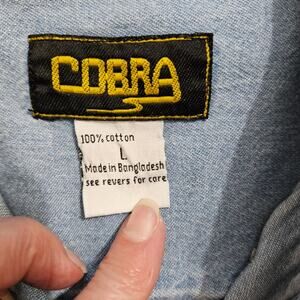 COBRA
100% cotton
L
Made in Bangladesh
see revers for care